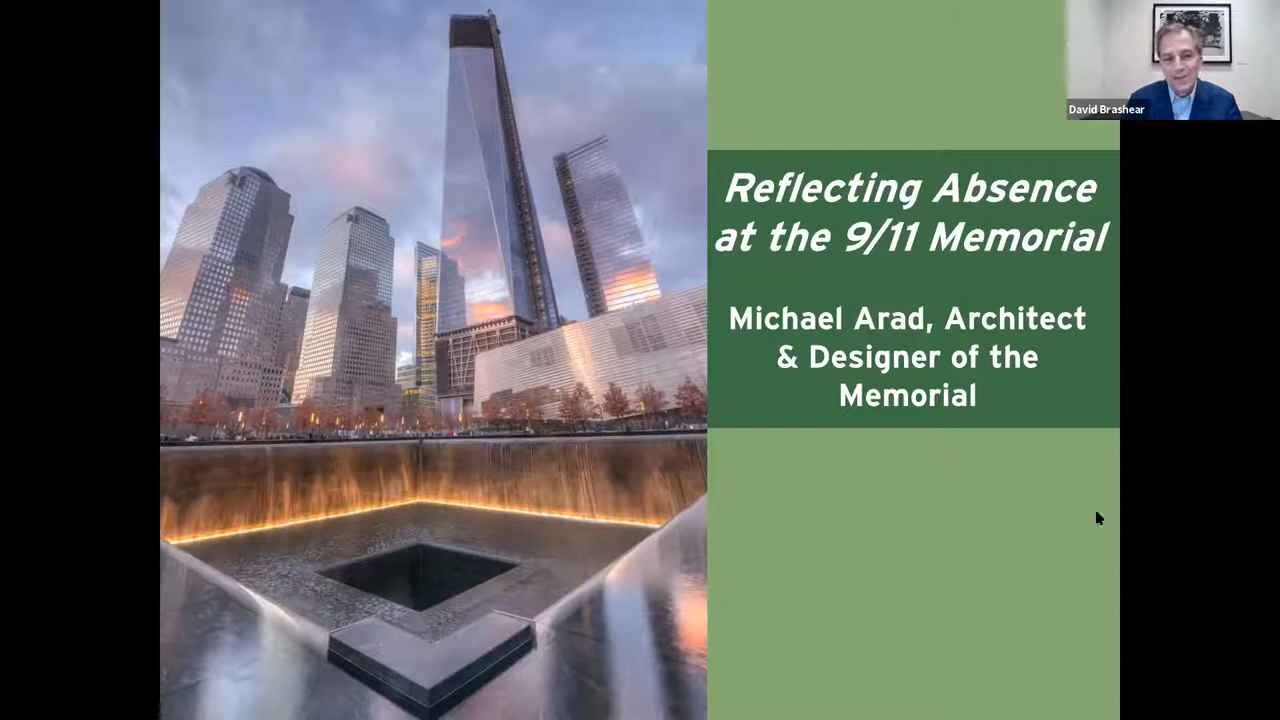 David Brashear
Reflecting Absence
at the 9/11 Memorial
Michael Arad, Architect
& Designer of the
Memorial